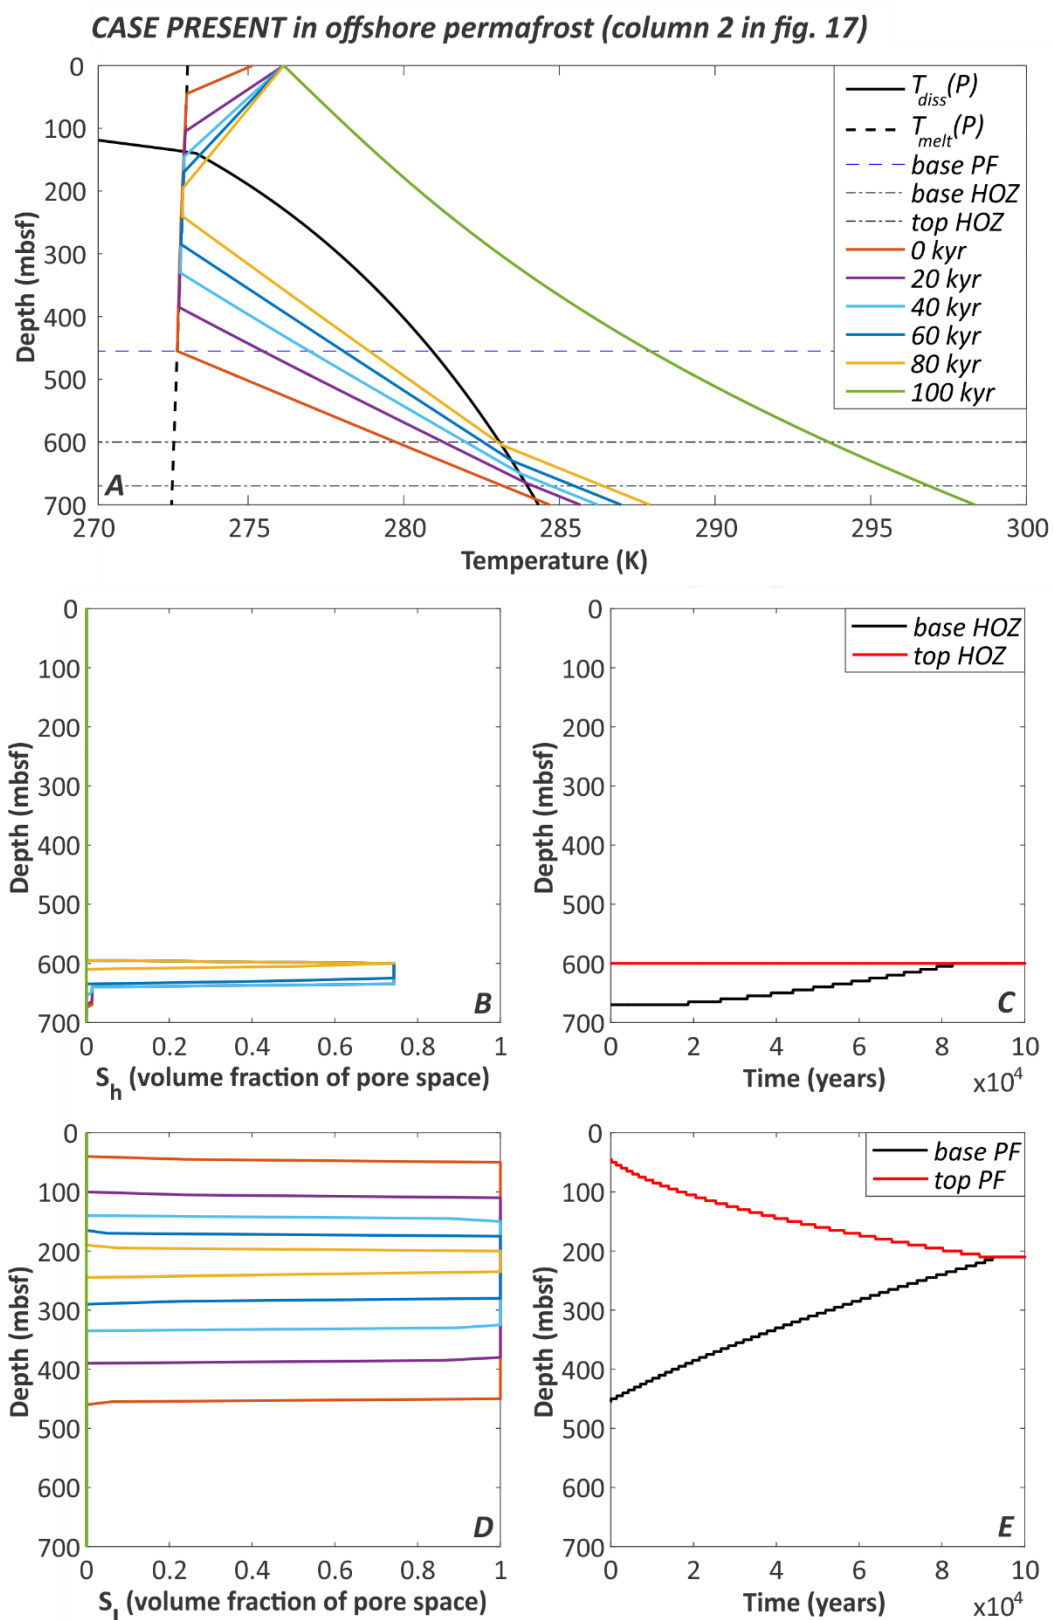 CASE PRESENT in offshore permafrost (column 2 in fig. 17)
0
100
200
300
400
500
600
700
Depth (mbsf)
A
270
275
280
285
290
295
300
Temperature (K)
T_diss(P)
T_melt(P)
base PF
base HOZ
top HOZ
0 kyr
20 kyr
40 kyr
60 kyr
80 kyr
100 kyr
0
100
200
300
400
500
600
700
Depth (mbsf)
B
0
0.2
0.4
0.6
0.8
1
S_h (volume fraction of pore space)
base HOZ
top HOZ
0
100
200
300
400
500
600
700
Depth (mbsf)
C
0
2
4
6
8
10
Time (years)
x10^4
0
100
200
300
400
500
600
700
Depth (mbsf)
D
0
0.2
0.4
0.6
0.8
1
S_I (volume fraction of pore space)
base PF
top PF
0
100
200
300
400
500
600
700
Depth (mbsf)
E
0
2
4
6
8
10
Time (years)
x10^4